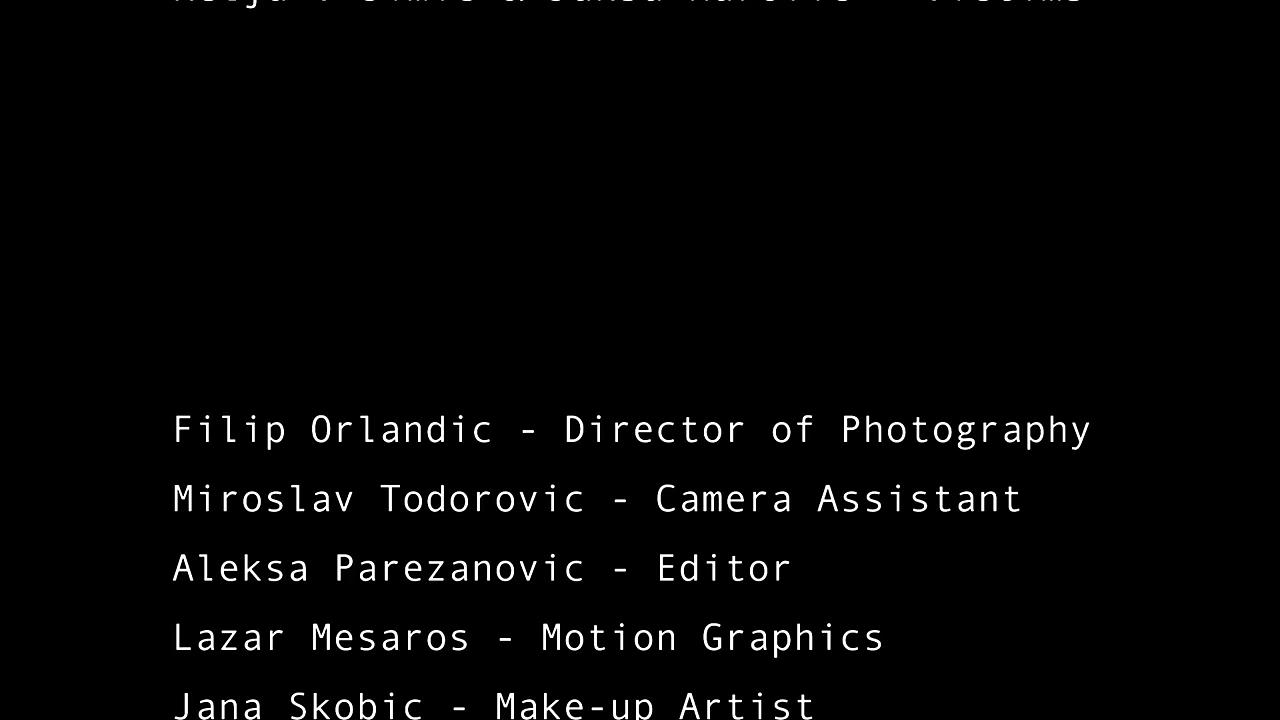 Filip Orlandic - Director of Photography
Miroslav Todorovic - Camera Assistant
Aleksa Parezanovic - Editor
Lazar Mesaros - Motion Graphics
Jana Skobic - Make-up Artist